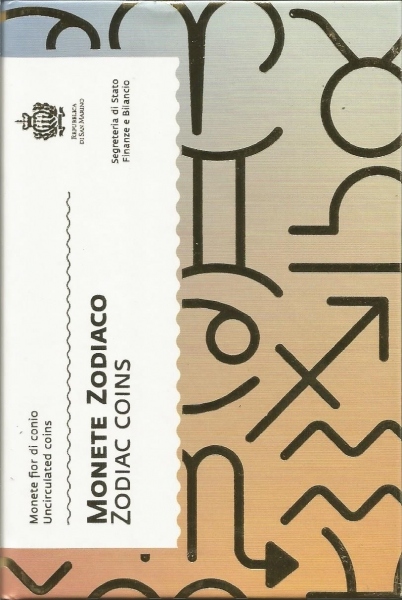 REPUBBLICA
DI SAN MARINO
Segreteria di Stato
Finanze e Bilancio
MONETE ZODIACO
ZODIAC COINS
Monete fior di conio
Uncirculated coins